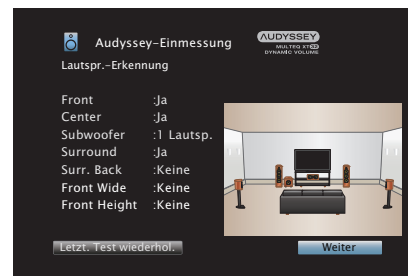 Audyssey-Einmessung
AUDYSSEY
MULTEQ XT32
DYNAMIC VOLUME
Lautspr.-Erkennung
Front :Ja
Center :Ja
Subwoofer :1 Lautsp.
Surround :Ja
Surr. Back :Keine
Front Wide :Keine
Front Height :Keine
Letzt. Test wiederhol.
Weiter